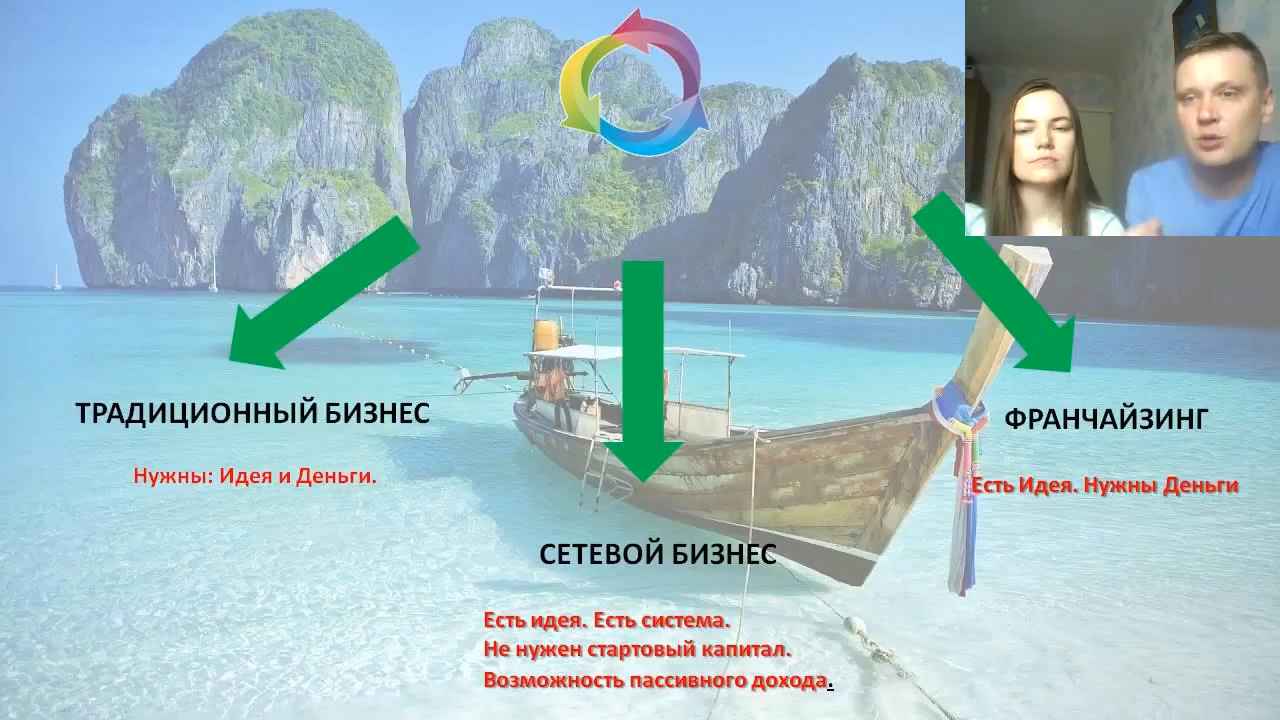 ТРАДИЦИОННЫЙ БИЗНЕС
Нужны: Идея и Деньги.
ФРАНЧАЙЗИНГ
Есть Идея. Нужны Деньги
СЕТЕВОЙ БИЗНЕС
Есть идея. Есть система.
Не нужен стартовый капитал.
Возможность пассивного дохода.